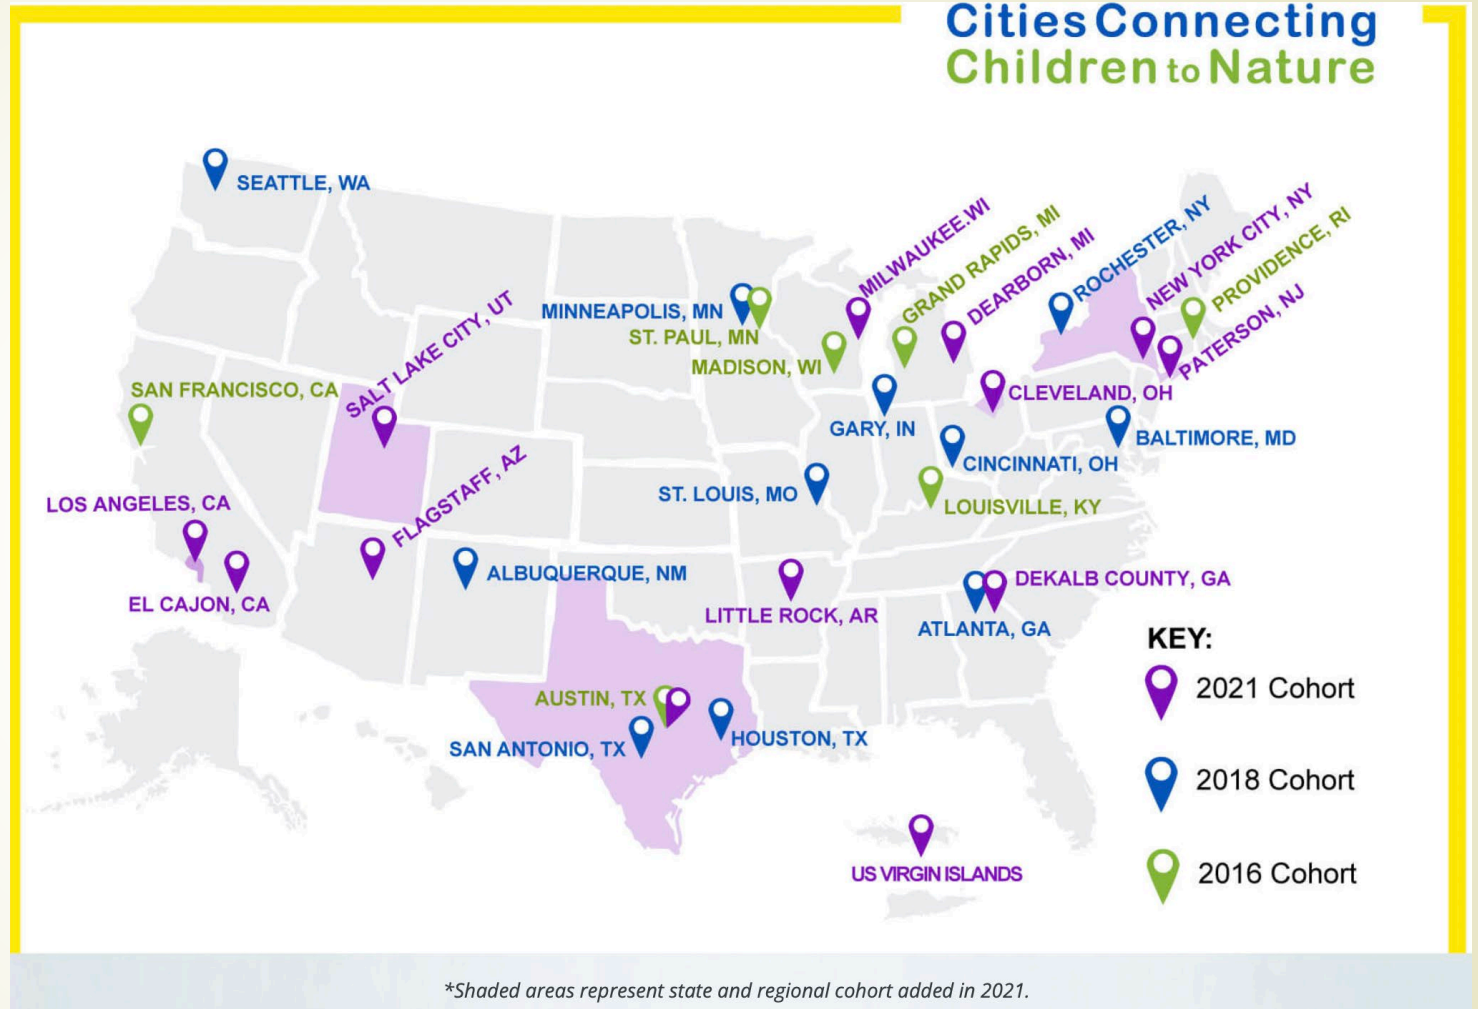 Cities Connecting
Children to Nature
SEATTLE, WA
MINNEAPOLIS, MN
ST. PAUL, MN
MADISON, WI
MILWAUKEE.WI
GRAND RAPIDS, MI
DEARBORN, MI
ROCHESTER, NY
NEW YORK CITY, NY
PROVIDENCE, RI
PATERSON, NJ
SALT LAKE CITY, UT
SAN FRANCISCO, CA
CLEVELAND, OH
GARY, IN
BALTIMORE, MD
CINCINNATI, OH
ST. LOUIS, MO
LOUISVILLE, KY
LOS ANGELES, CA
FLAGSTAFF, AZ
EL CAJON, CA
ALBUQUERQUE, NM
LITTLE ROCK, AR
DEKALB COUNTY, GA
ATLANTA, GA
AUSTIN, TX
SAN ANTONIO, TX
HOUSTON, TX
US VIRGIN ISLANDS
KEY:
2021 Cohort
2018 Cohort
2016 Cohort
*Shaded areas represent state and regional cohort added in 2021.